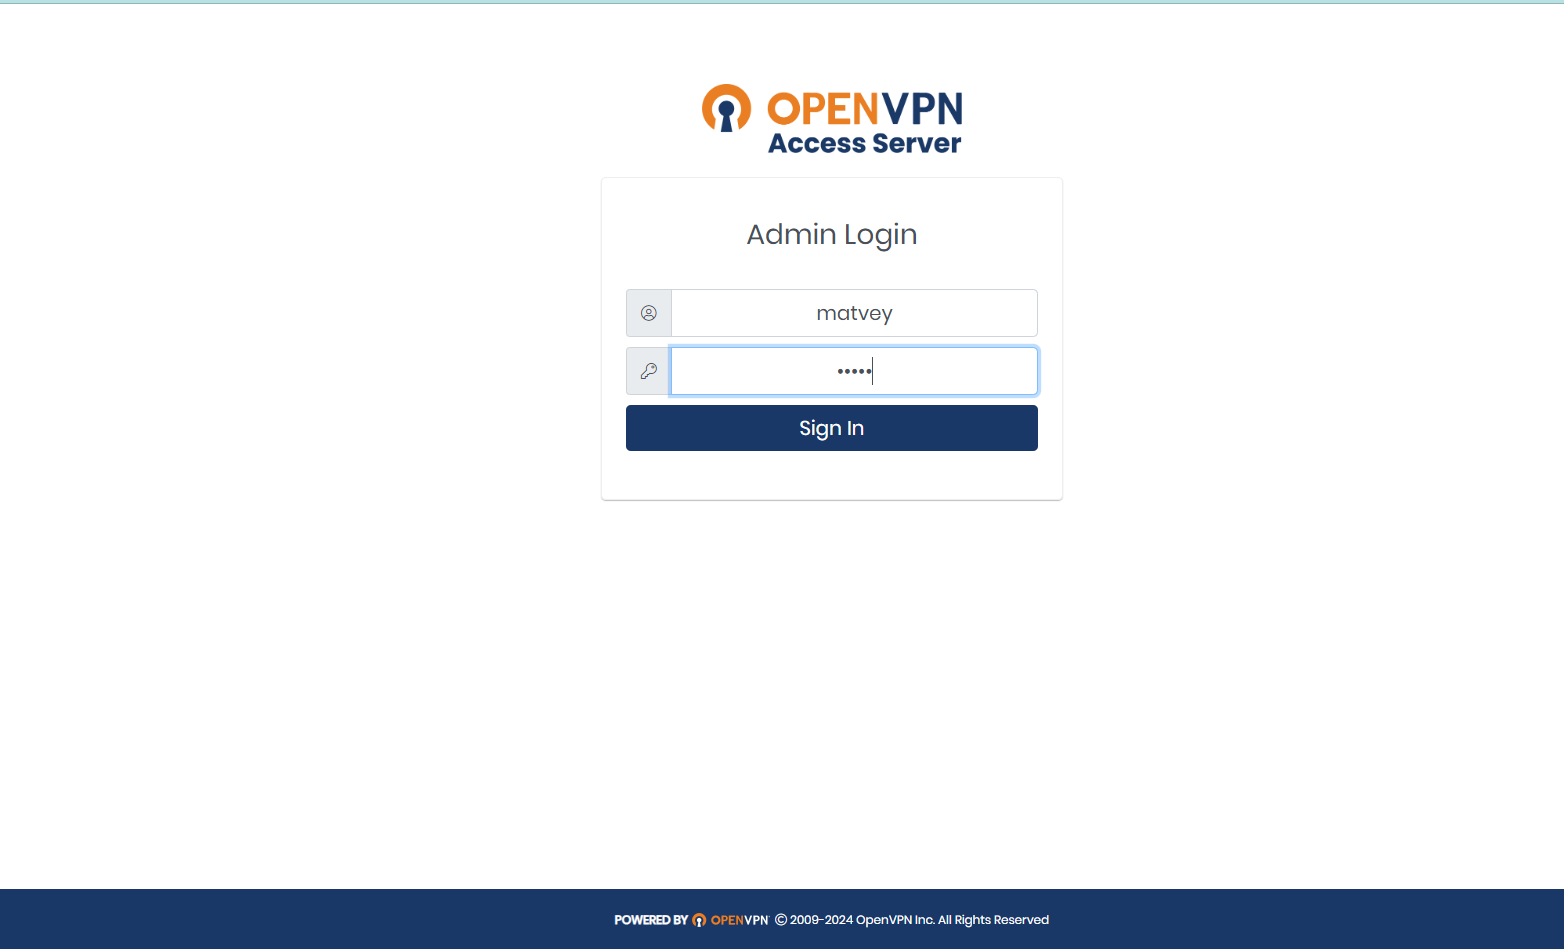 OPENVPN
Access Server
Admin Login
matvey
•••••
Sign In
POWERED BY OPENVPN © 2009-2024 OpenVPN Inc. All Rights Reserved